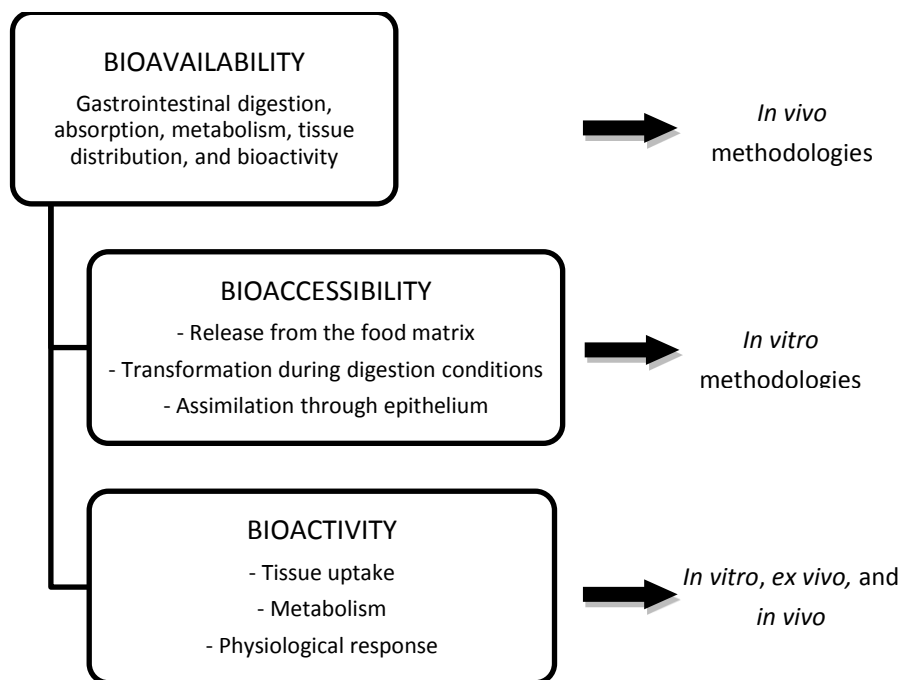 BIOAVAILABILITY
Gastrointestinal digestion,
absorption, metabolism, tissue
distribution, and bioactivity
In vivo
methodologies
BIOACCESSIBILITY
- Release from the food matrix
- Transformation during digestion conditions
- Assimilation through epithelium
In vitro
methodologies
BIOACTIVITY
- Tissue uptake
- Metabolism
- Physiological response
In vitro, ex vivo, and
in vivo